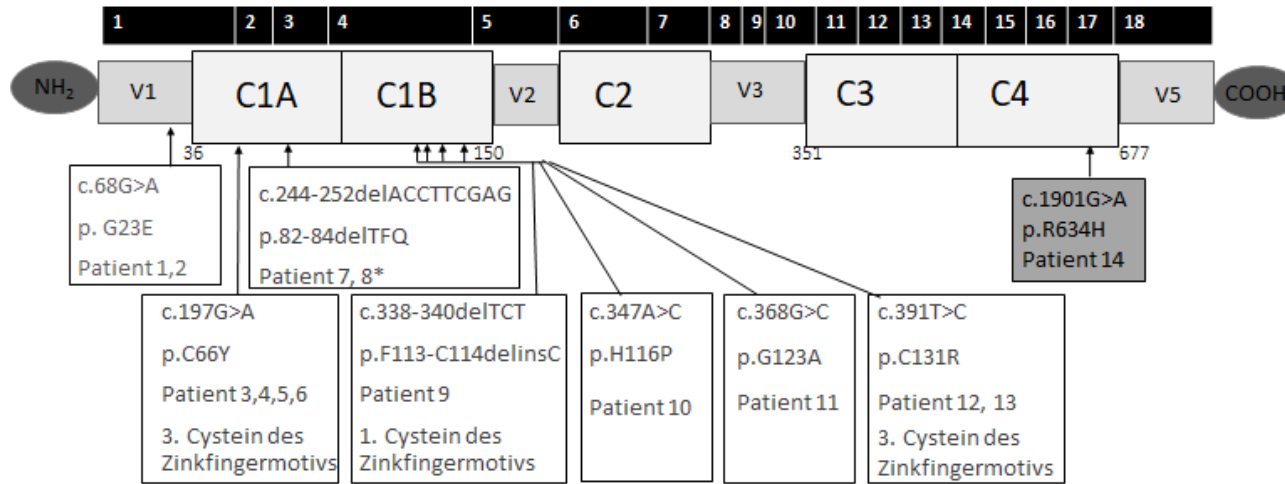 1 2 3 4 5 6 7 8 9 10 11 12 13 14 15 16 17 18
NH2 V1 C1A C1B V2 C2 V3 C3 C4 V5 COOH
36 150 351 677
c.68G>A
p. G23E
Patient 1,2
c.244-252delACCTTCGAG
p.82-84delTFQ
Patient 7, 8*
c.1901G>A
p.R634H
Patient 14
c.197G>A
p.C66Y
Patient 3,4,5,6
3. Cystein des
Zinkfingermotivs
c.338-340delTCT
p.F113-C114delinsC
Patient 9
1. Cystein des
Zinkfingermotivs
c.347A>C
p.H116P
Patient 10
c.368G>C
p.G123A
Patient 11
c.391T>C
p.C131R
Patient 12, 13
3. Cystein des
Zinkfingermotivs